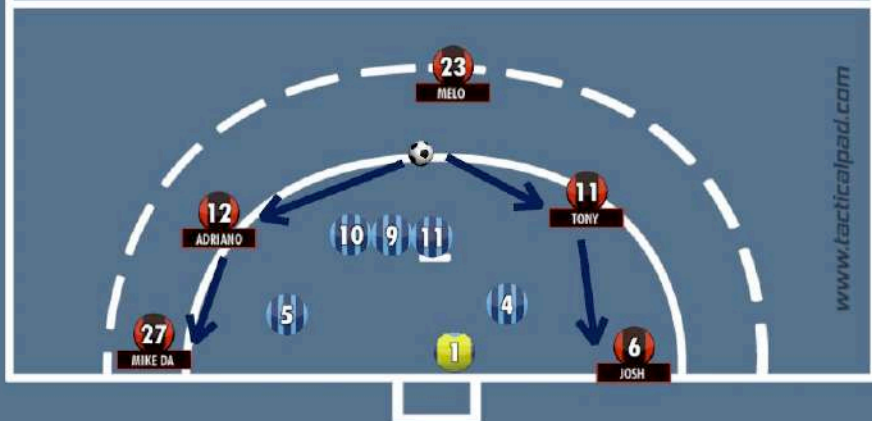 23
MELO
11
TONY
12
ADRIANO
10 9 11
4
5
27
MIKE DA
6
JOSH
1
www.tacticalpad.com